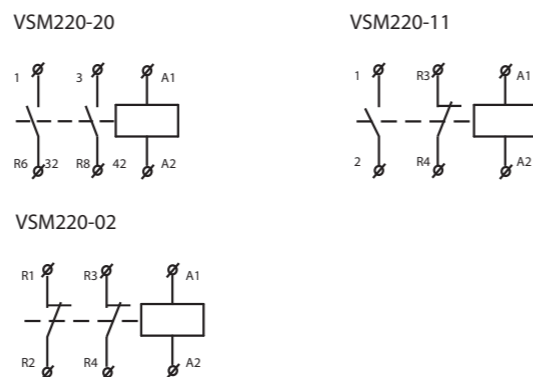 VSM220-20
1 3 A1
R6 32 R8 42 A2
VSM220-11
1 R3 A1
2 R4 A2
VSM220-02
R1 R3 A1
R2 R4 A2